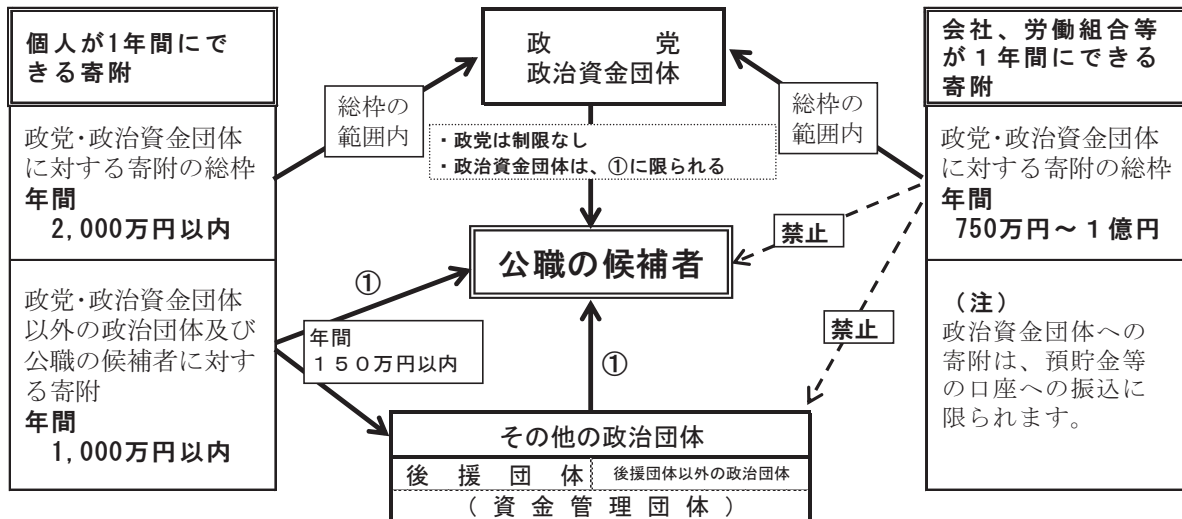 個人が1年間にで
きる寄附
政党・政治資金団体
に対する寄附の総枠
年間
2,000万円以内
政党・政治資金団体
以外の政治団体及び
公職の候補者に対す
る寄附
年間
1,000万円以内
総枠の
範囲内
政　　　党
政治資金団体
総枠の
範囲内
・政党は制限なし
・政治資金団体は、①に限られる
禁止
公職の候補者
①
年間
１５０万円以内
①
禁止
その他の政治団体
後　援　団　体
後援団体以外の政治団体
（ 資 金 管 理 団 体 ）
会社、労働組合等
が１年間にできる
寄附
政党・政治資金団体
に対する寄附の総枠
年間
750万円～１億円
（注）
政治資金団体への
寄附は、預貯金等
の口座への振込に
限られます。